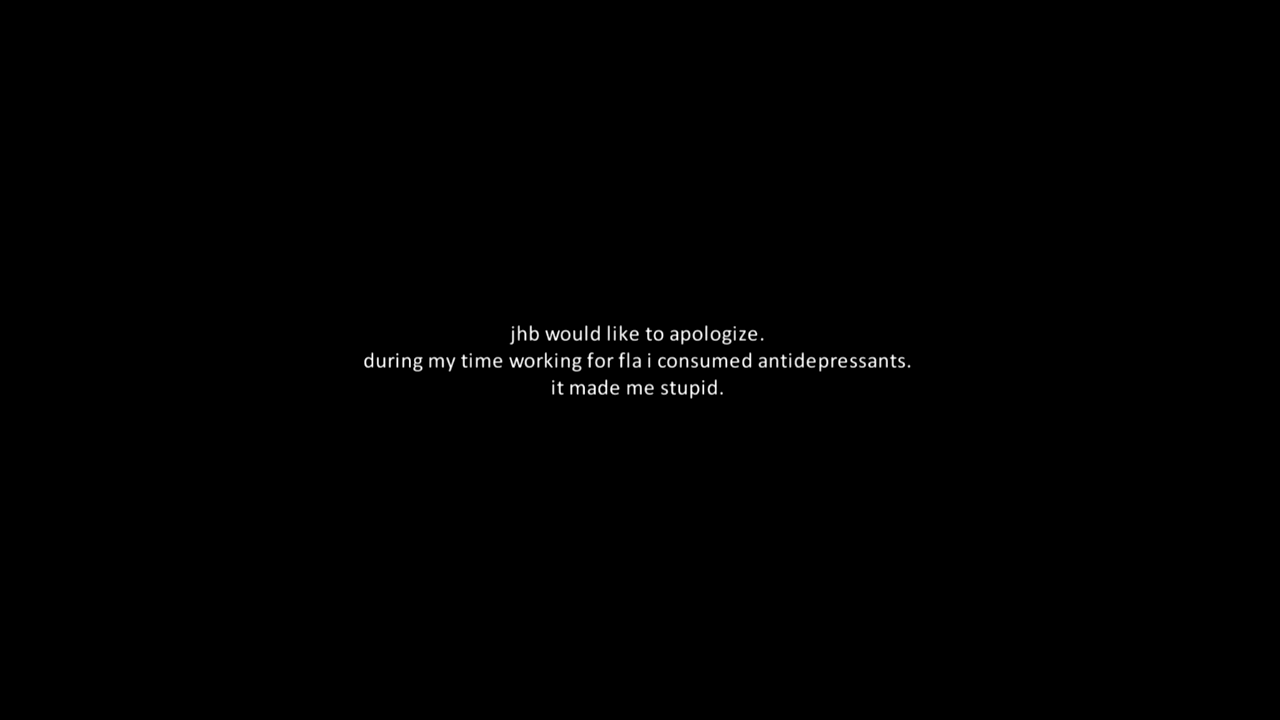 jhb would like to apologize.
during my time working for fla i consumed antidepressants.
it made me stupid.